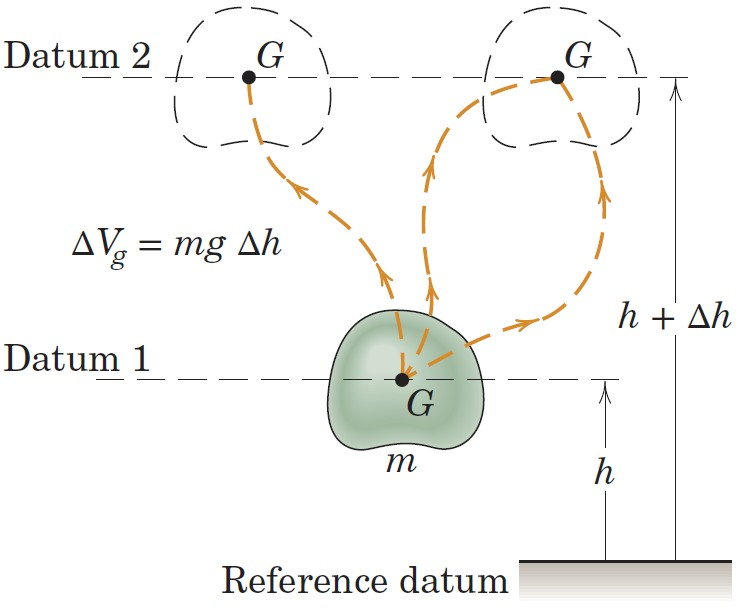 Datum 2
G
G
ΔV_g = mg Δh
h + Δh
Datum 1
G
m
h
Reference datum